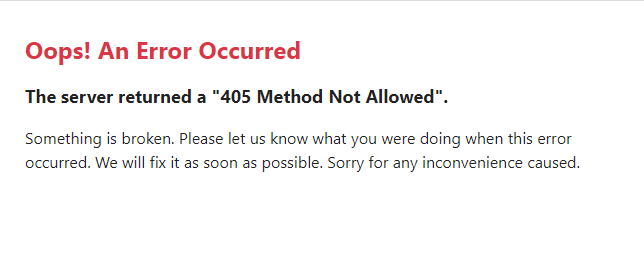 Oops! An Error Occurred
The server returned a "405 Method Not Allowed".
Something is broken. Please let us know what you were doing when this error
occurred. We will fix it as soon as possible. Sorry for any inconvenience caused.